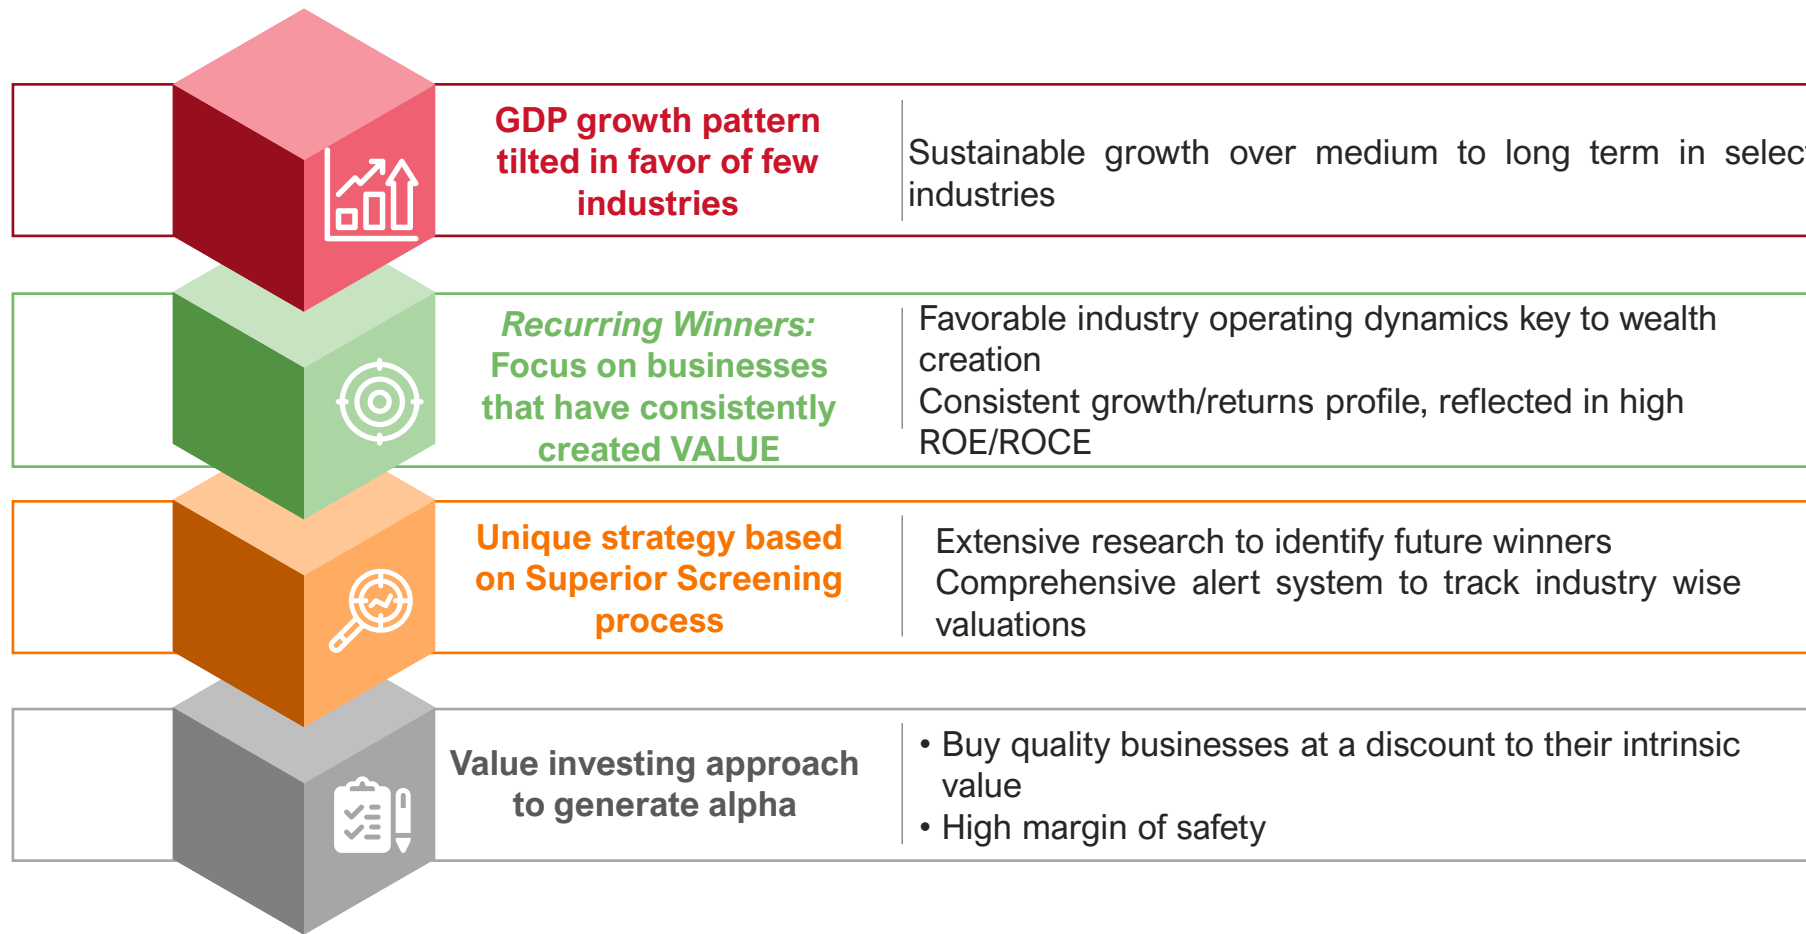 GDP growth pattern
tilted in favor of few
industries
Sustainable growth over medium to long term in select
industries
Recurring Winners:
Focus on businesses
that have consistently
created VALUE
Favorable industry operating dynamics key to wealth
creation
Consistent growth/returns profile, reflected in high
ROE/ROCE
Unique strategy based
on Superior Screening
process
Extensive research to identify future winners
Comprehensive alert system to track industry wise
valuations
Value investing approach
to generate alpha
• Buy quality businesses at a discount to their intrinsic
value
• High margin of safety